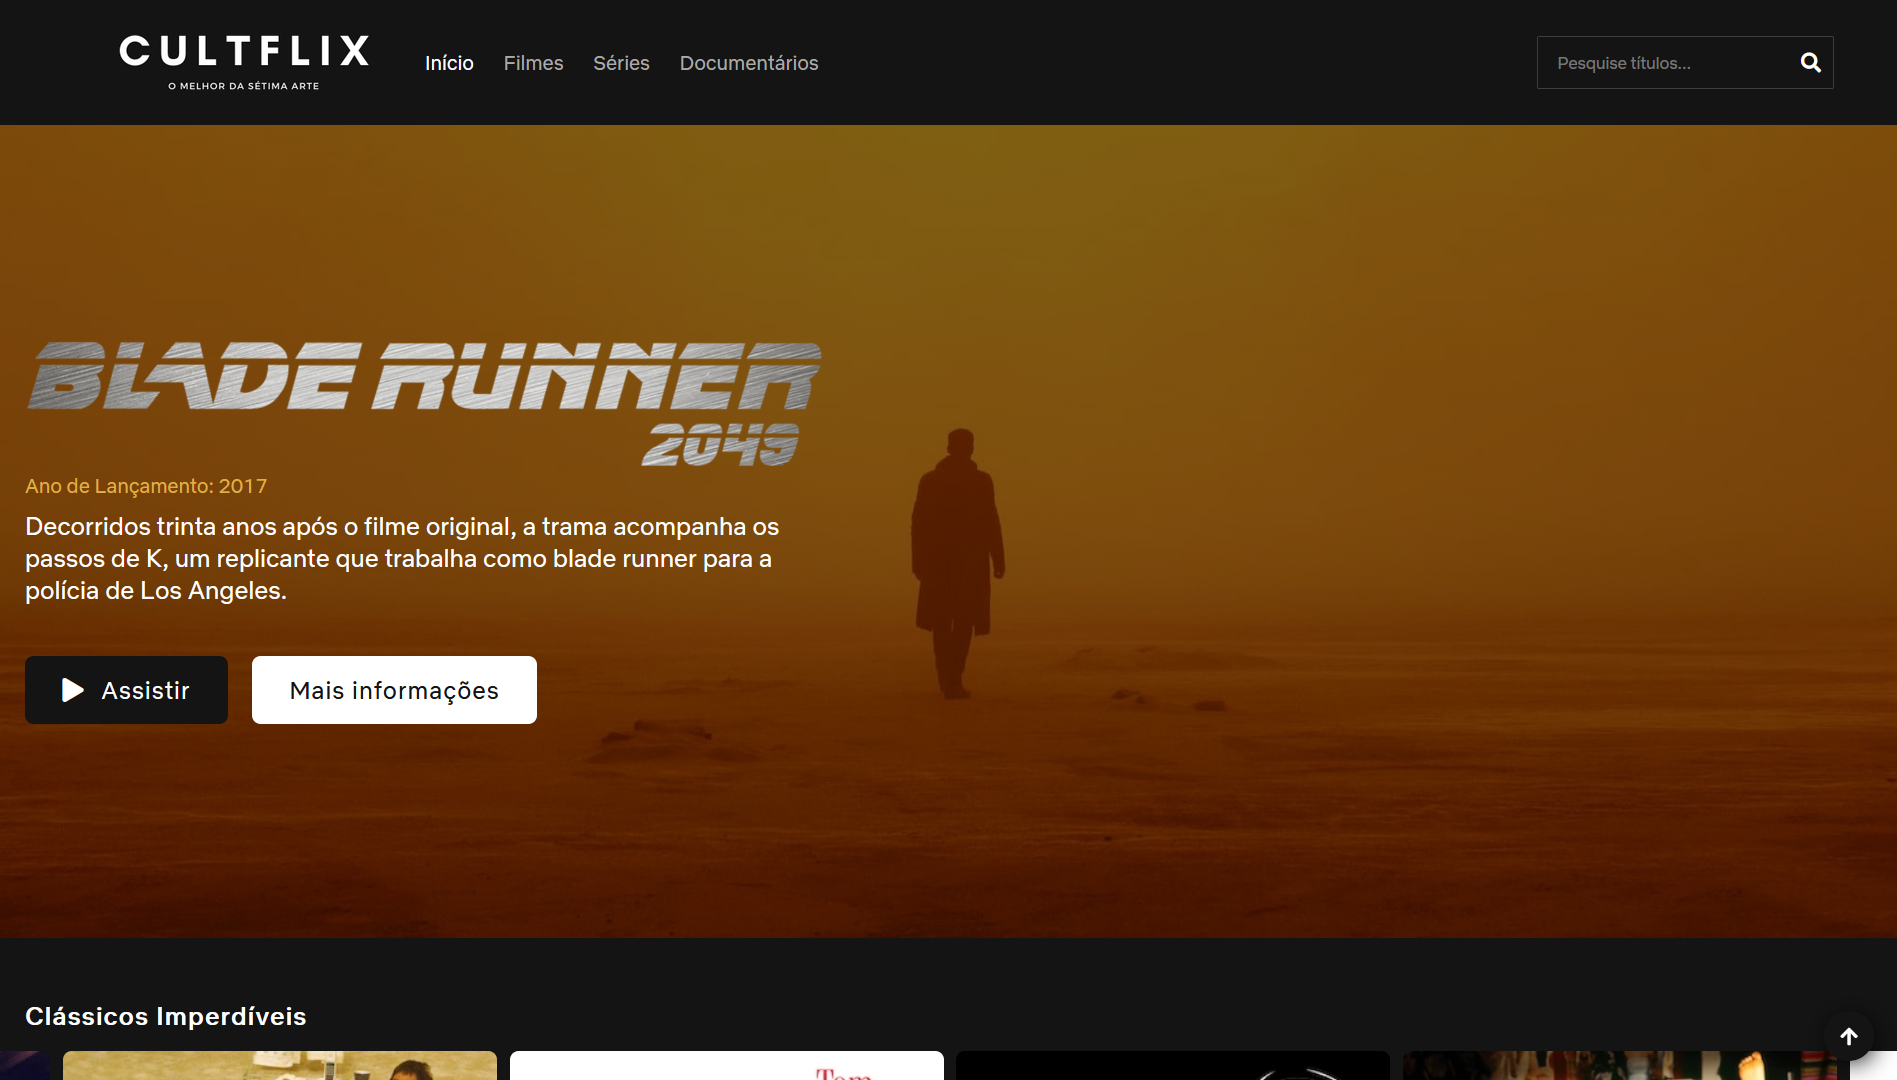 CULTFLIX
O MELHOR DA SÉTIMA ARTE
Início
Filmes
Séries
Documentários
Pesquise títulos...
BLADE RUNNER
2049
Ano de Lançamento: 2017
Decorridos trinta anos após o filme original, a trama acompanha os
passos de K, um replicante que trabalha como blade runner para a
polícia de Los Angeles.
Assistir
Mais informações
Clássicos Imperdíveis
Tom